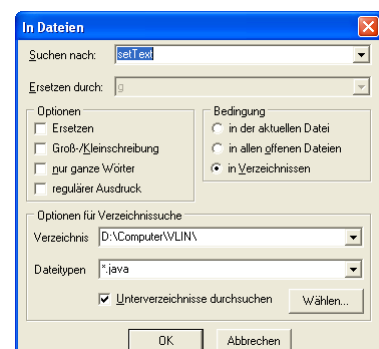 In Dateien
Suchen nach: setText
Ersetzen durch: g
Optionen
Ersetzen
Groß-/Kleinschreibung
nur ganze Wörter
regulärer Ausdruck
Bedingung
in der aktuellen Datei
in allen offenen Dateien
in Verzeichnissen
Optionen für Verzeichnissuche
Verzeichnis D:\Computer\VLIN\
Dateitypen *.java
Unterverzeichnisse durchsuchen Wählen...
OK Abbrechen